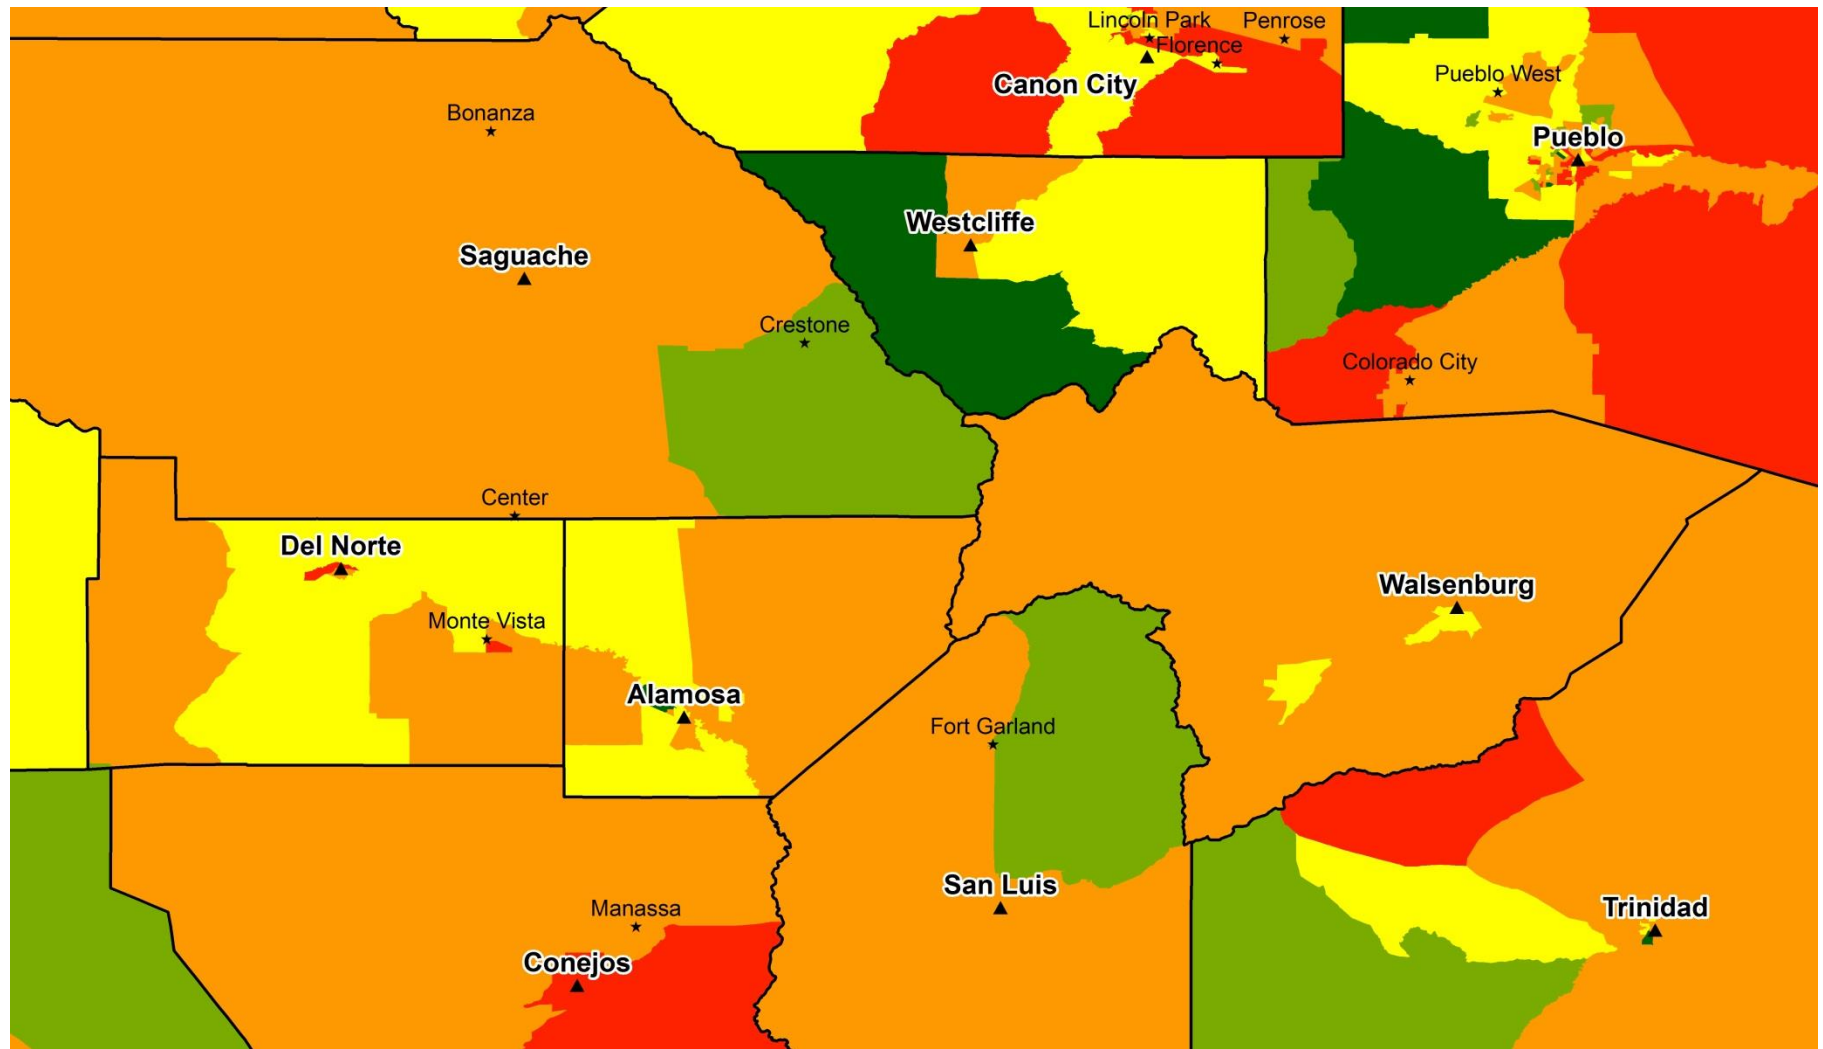 Lincoln Park
Penrose
Florence
Canon City
Pueblo West
Bonanza
Pueblo
Westcliffe
Saguache
Crestone
Colorado City
Center
Del Norte
Walsenburg
Monte Vista
Alamosa
Fort Garland
San Luis
Manassa
Trinidad
Conejos